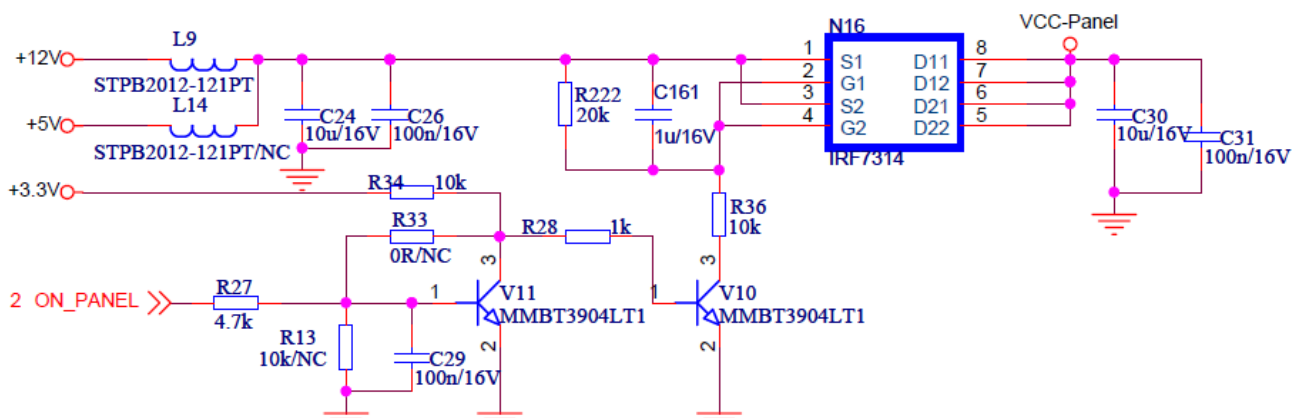 VCC-Panel
L9
N16
+12V
STPB2012-121PT
L14
+5V
STPB2012-121PT/NC
C24
10u/16V
C26
100n/16V
R222
20k
C161
1u/16V
1
2
3
4
S1
G1
S2
G2
D11
D12
D21
D22
8
7
6
5
IRF7314
C30
10u/16V
C31
100n/16V
+3.3V
R34
10k
R33
0R/NC
R28
1k
R36
10k
2 ON_PANEL
R27
4.7k
R13
10k/NC
C29
100n/16V
3
1
V11
MMBT3904LT1
2
3
1
V10
MMBT3904LT1
2